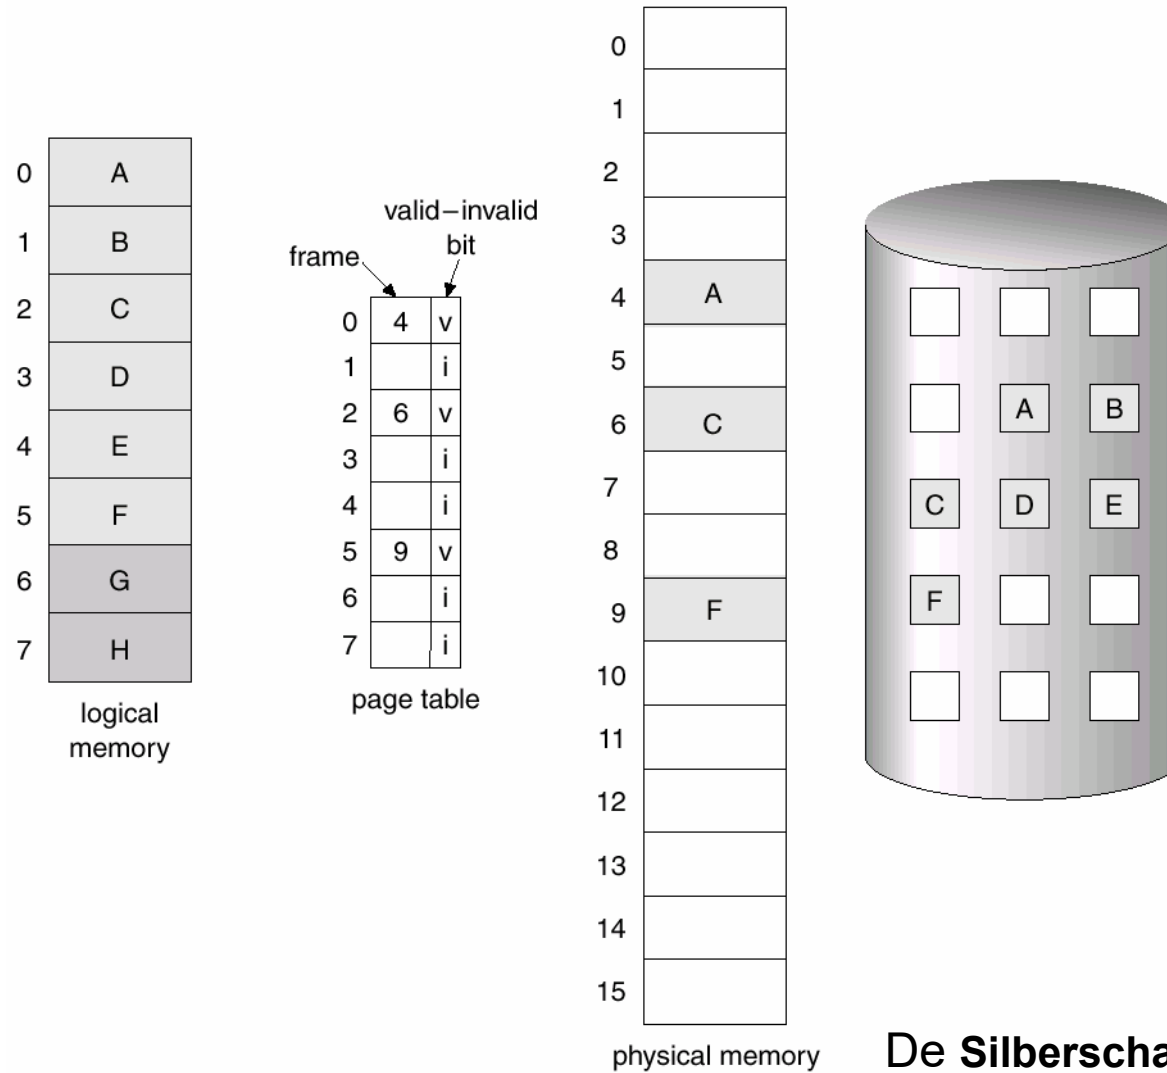 0 A
1 B
2 C
3 D
4 E
5 F
6 G
7 H
logical
memory
valid–invalid
bit
frame
0 4 v
1 i
2 6 v
3 i
4 i
5 9 v
6 i
7 i
page table
0
1
2
3
4 A
5
6 C
7
8
9 F
10
11
12
13
14
15
physical memory
A B
C D E
F
De Silberscha